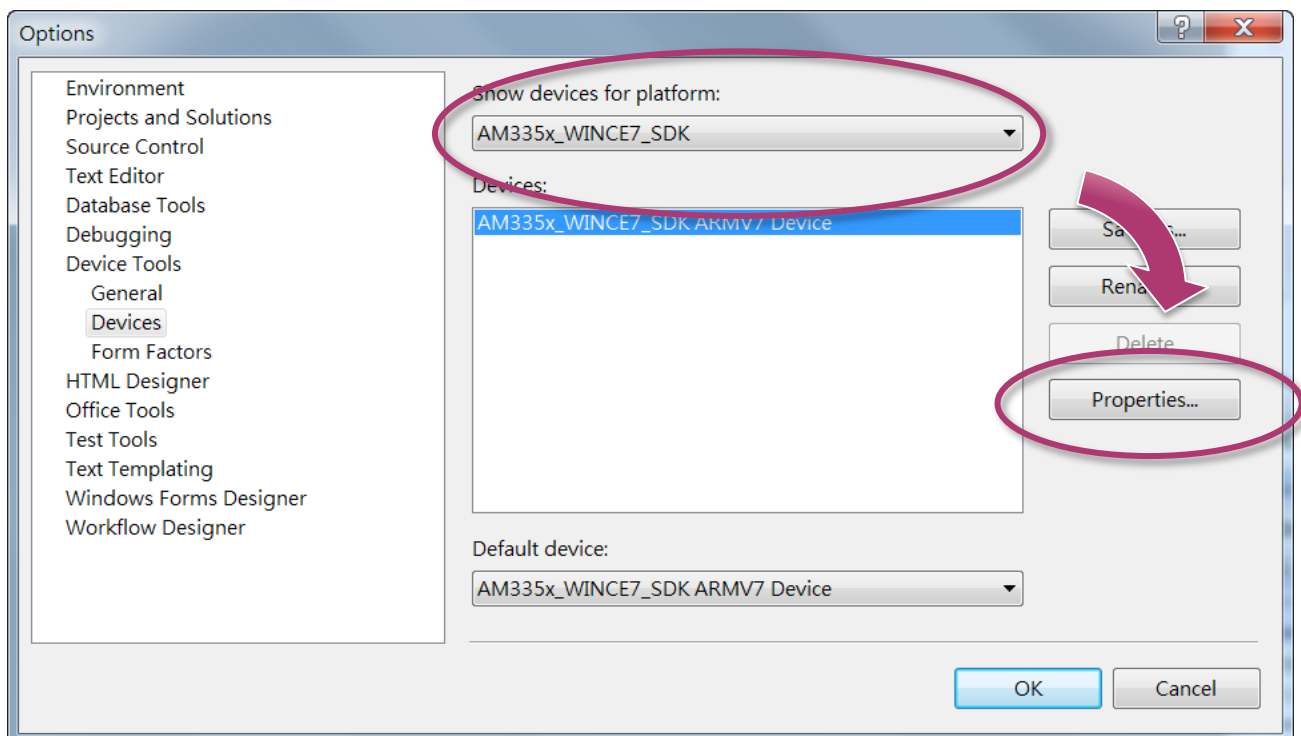 Options
Environment
Projects and Solutions
Source Control
Text Editor
Database Tools
Debugging
Device Tools
General
Devices
Form Factors
HTML Designer
Office Tools
Test Tools
Text Templating
Windows Forms Designer
Workflow Designer
Show devices for platform:
AM335x_WINCE7_SDK
Devices:
AM335x_WINCE7_SDK ARMV7 Device
Delete
Properties...
Default device:
AM335x_WINCE7_SDK ARMV7 Device
OK
Cancel